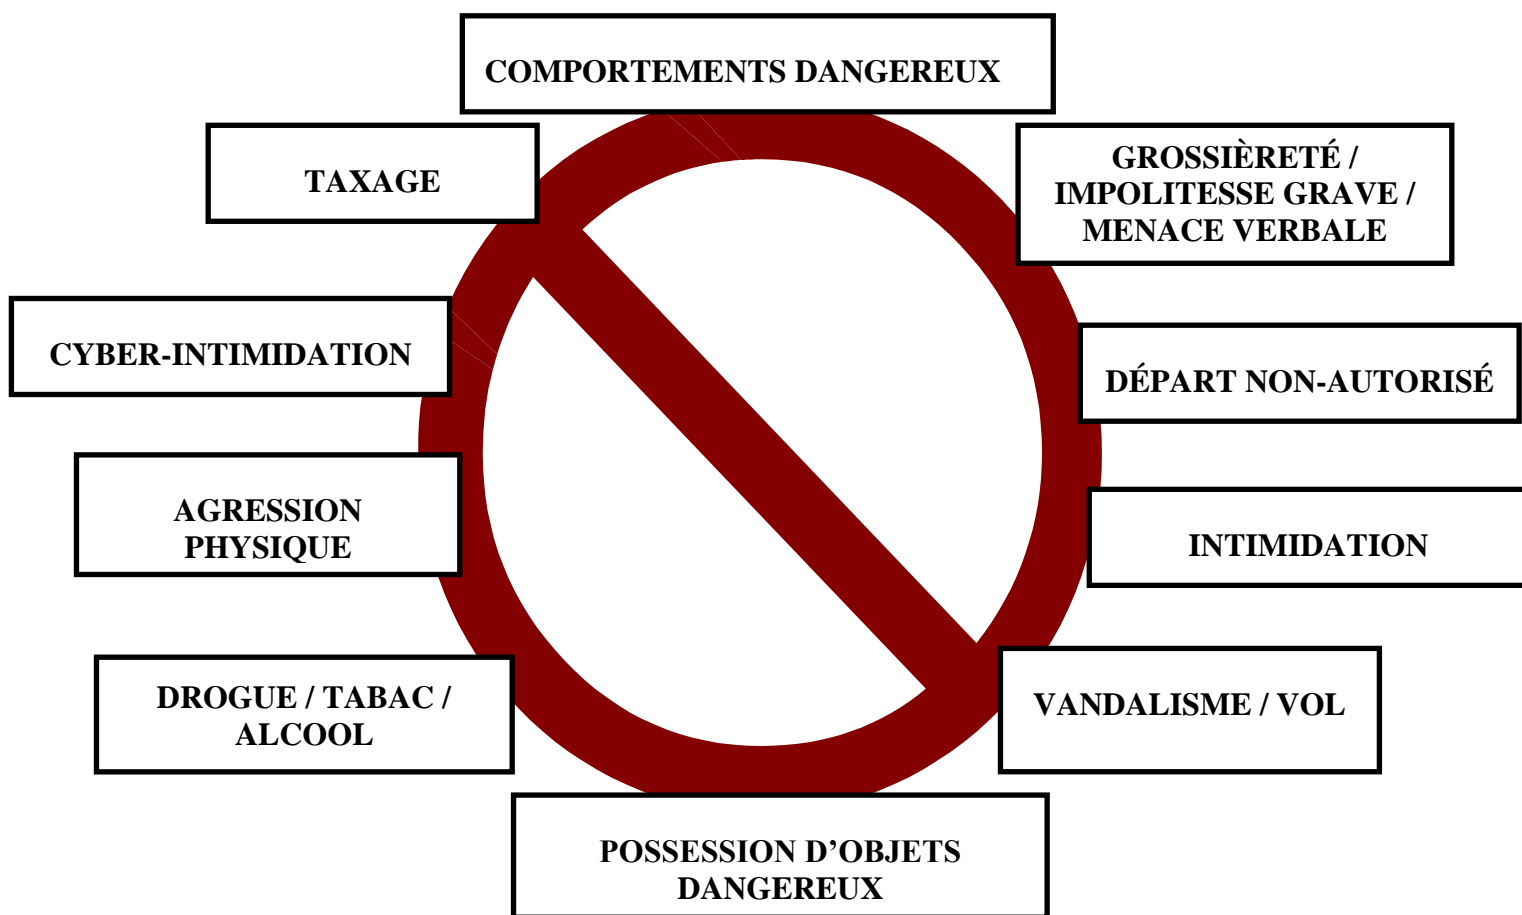 COMPORTEMENTS DANGEREUX
TAXAGE
GROSSIÈRETÉ /
IMPOLITESSE GRAVE /
MENACE VERBALE
CYBER-INTIMIDATION
DÉPART NON-AUTORISÉ
AGRESSION
PHYSIQUE
INTIMIDATION
DROGUE / TABAC /
ALCOOL
VANDALISME / VOL
POSSESSION D’OBJETS
DANGEREUX